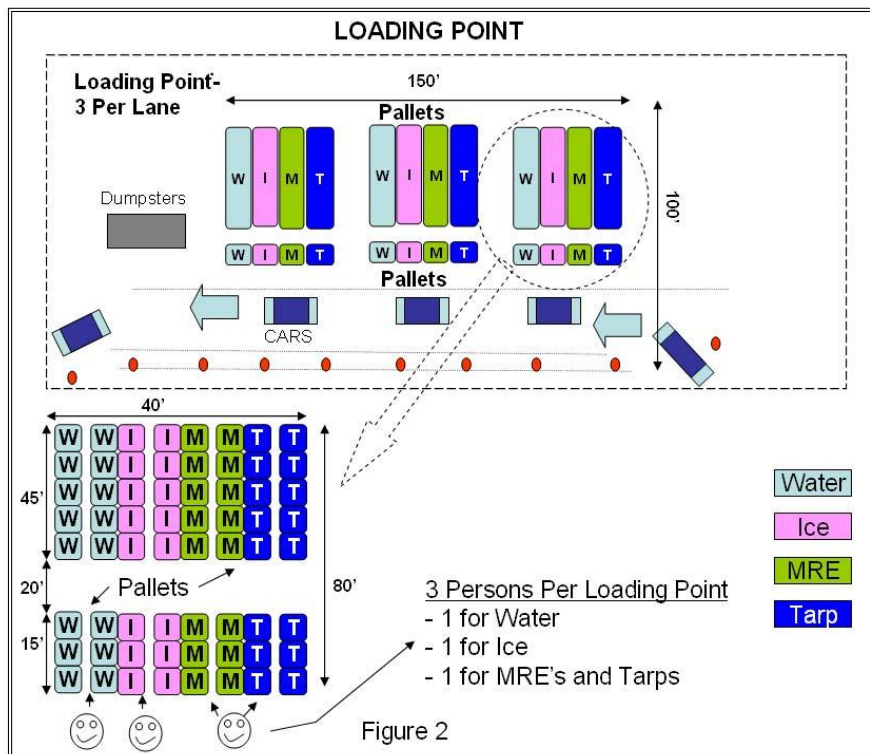 LOADING POINT
Loading Point-
3 Per Lane
150'
Pallets
W I M T W I M T W I M T
100'
Dumpsters
W I M T W I M T W I M T
Pallets
CARS
40'
W W I I M M T T
W W I I M M T T
W W I I M M T T
W W I I M M T T
W W I I M M T T
45'
20'
Pallets
80'
15'
W W I I M M T T
W W I I M M T T
W W I I M M T T
3 Persons Per Loading Point
- 1 for Water
- 1 for Ice
- 1 for MRE's and Tarps
Water
Ice
MRE
Tarp
Figure 2